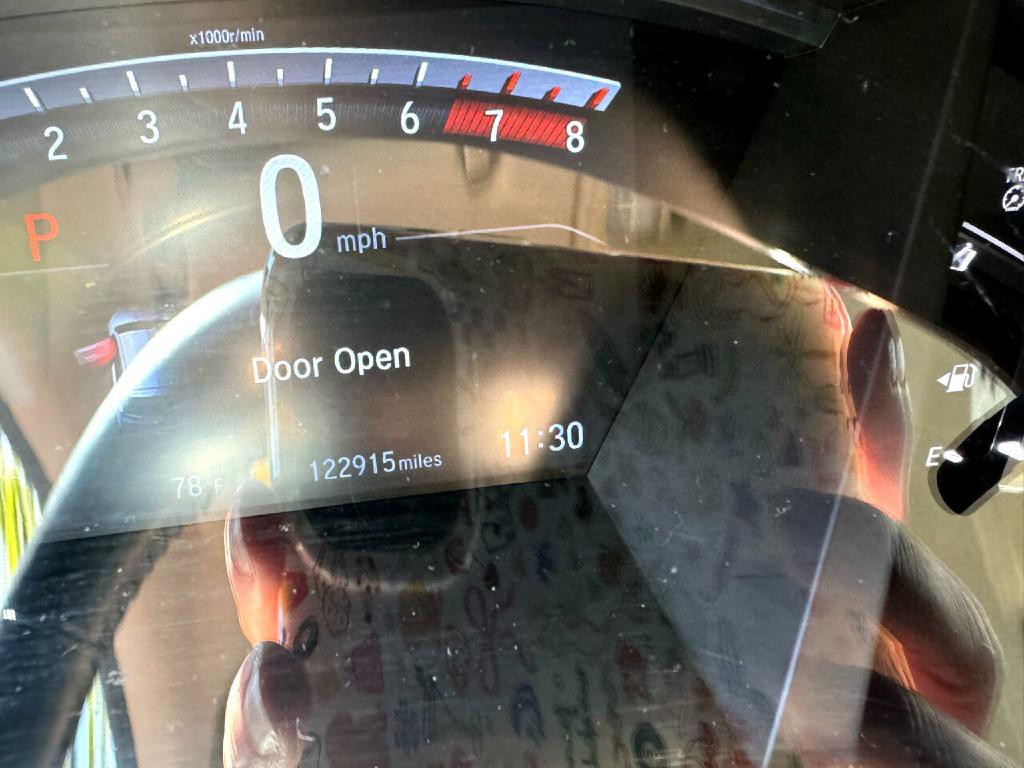 x1000r/min
2 3 4 5 6 7 8
P 0 mph
Door Open
78°F 122915 miles 11:30
E